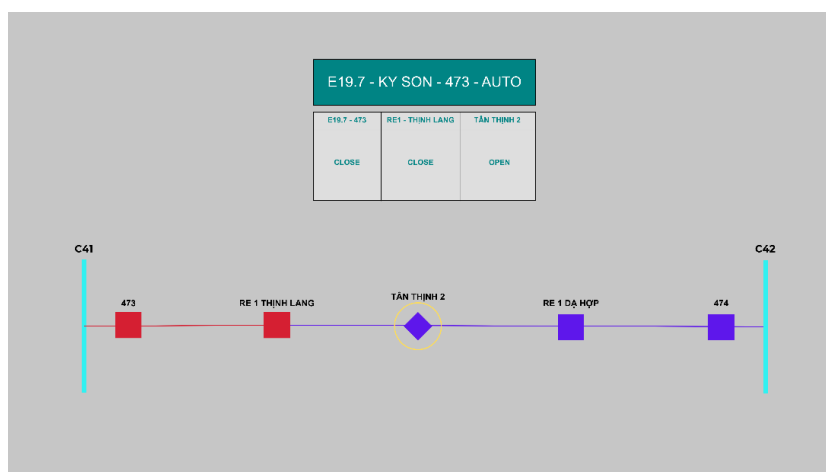 E19.7 - KY SON - 473 - AUTO
E19.7 - 473
RE1 - THỊNH LANG
TÂN THỊNH 2
CLOSE
CLOSE
OPEN
C41
C42
473
RE 1 THỊNH LANG
TÂN THỊNH 2
RE 1 DẠ HỢP
474